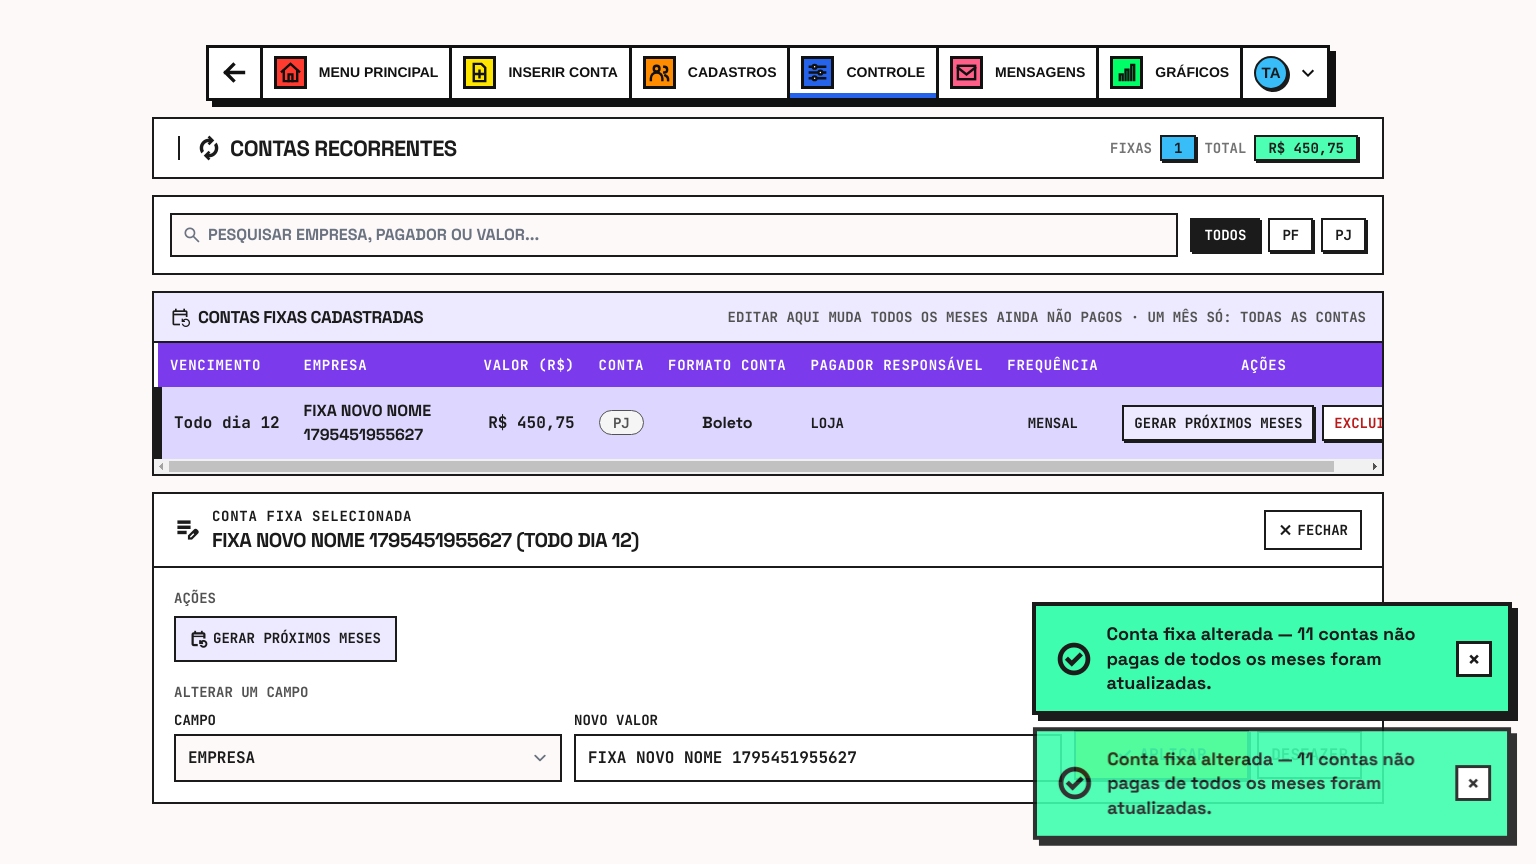 MENU PRINCIPAL
INSERIR CONTA
CADASTROS
CONTROLE
MENSAGENS
GRÁFICOS
TA
CONTAS RECORRENTES
FIXAS 1 TOTAL R$ 450,75
PESQUISAR EMPRESA, PAGADOR OU VALOR...
TODOS
PF
PJ
CONTAS FIXAS CADASTRADAS
EDITAR AQUI MUDA TODOS OS MESES AINDA NÃO PAGOS · UM MÊS SÓ: TODAS AS CONTAS
VENCIMENTO EMPRESA VALOR (R$) CONTA FORMATO CONTA PAGADOR RESPONSÁVEL FREQUÊNCIA AÇÕES
Todo dia 12 FIXA NOVO NOME R$ 450,75 PJ Boleto LOJA MENSAL GERAR PRÓXIMOS MESES EXCLUI
1795451955627
CONTA FIXA SELECIONADA
FIXA NOVO NOME 1795451955627 (TODO DIA 12)
FECHAR
AÇÕES
GERAR PRÓXIMOS MESES
ALTERAR UM CAMPO
CAMPO
EMPRESA
NOVO VALOR
FIXA NOVO NOME 1795451955627
APLICAR
DESFAZER
Conta fixa alterada — 11 contas não
pagas de todos os meses foram
atualizadas.
Conta fixa alterada — 11 contas não
pagas de todos os meses foram
atualizadas.